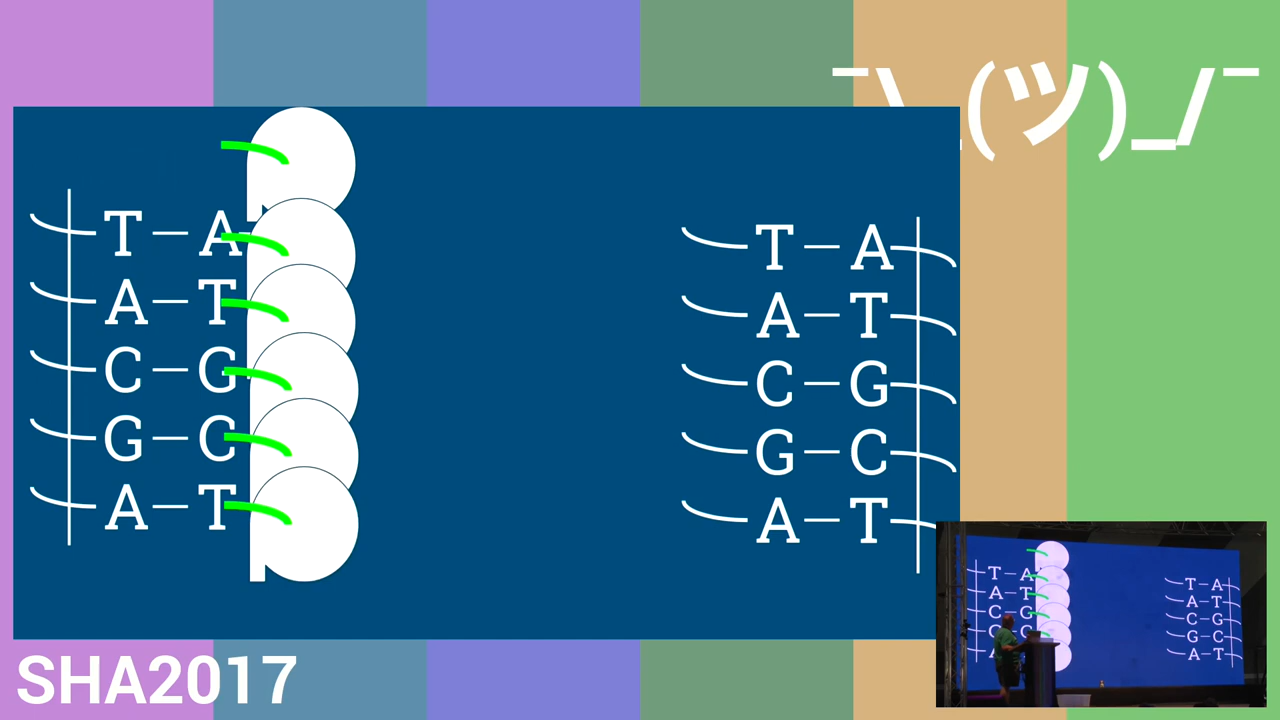 ¯\_(ツ)_/¯
T — A
A — T
C — G
G — C
A — T
T — A
A — T
C — G
G — C
A — T
SHA2017
T - A
A - T
C - G
T - A
A - T
C - G
G - C
A - T